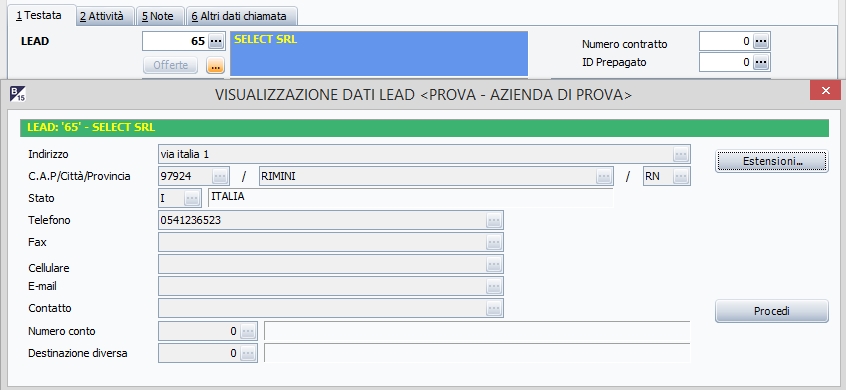 1 Testata 2 Attività 5 Note 6 Altri dati chiamata
LEAD 65 ... SELECT SRL Numero contratto 0 ...
Offerte ... ID Prepagato 0 ...
B 15 VISUALIZZAZIONE DATI LEAD <PROVA - AZIENDA DI PROVA> x
LEAD: '65' - SELECT SRL
Indirizzo via italia 1 ... Estensioni...
C.A.P/Città/Provincia 97924 ... / RIMINI ... / RN ...
Stato I ... ITALIA
Telefono 0541236523 ...
Fax ...
Cellulare ...
E-mail ...
Contatto ... Procedi
Numero conto 0 ...
Destinazione diversa 0 ...